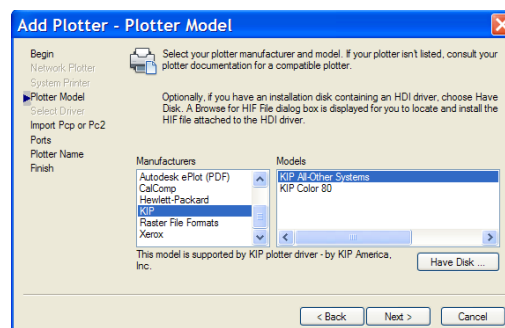 Add Plotter - Plotter Model
Begin
Network Plotter
System Printer
Plotter Model
Select Driver
Import Pcp or Pc2
Ports
Plotter Name
Finish
Select your plotter manufacturer and model. If your plotter isn't listed, consult your
plotter documentation for a compatible plotter.
Optionally, if you have an installation disk containing an HDI driver, choose Have
Disk. A Browse for HIF File dialog box is displayed for you to locate and install the
HIF file attached to the HDI driver.
Manufacturers
Autodesk ePlot (PDF)
CalComp
Hewlett-Packard
KIP
Raster File Formats
Xerox
Models
KIP All-Other Systems
KIP Color 80
This model is supported by KIP plotter driver - by KIP America,
Inc.
Have Disk ...
< Back
Next >
Cancel